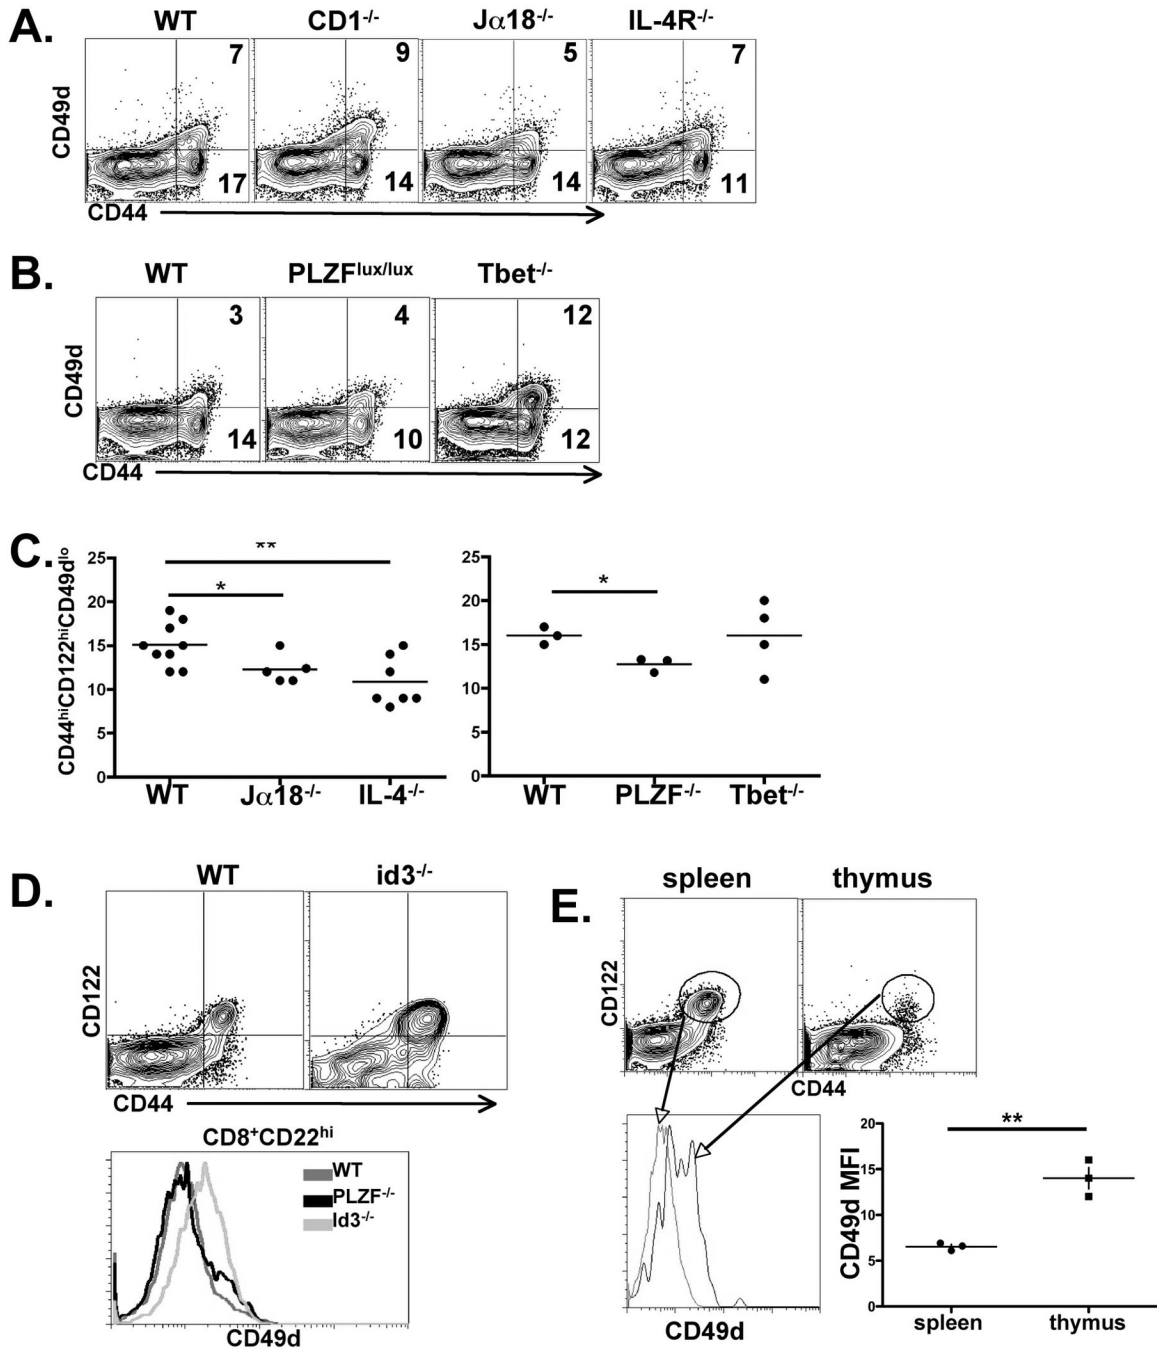 A.
WT CD1-/- Jα18-/- IL-4R-/-
7 9 5 7
CD49d
17 14 14 11
CD44
B.
WT PLZFlux/lux Tbet-/-
3 4 12
CD49d
14 10 12
CD44
C.
CD44hiCD122hiCD49dlo
25
20
15
10
5
0
**
*
WT Jα18-/- IL-4-/-
25
20
15
10
5
0
*
WT PLZF-/- Tbet-/-
D.
WT id3-/-
CD122
CD44
CD8+CD22hi
WT
PLZF-/-
Id3-/-
CD49d
E.
spleen thymus
CD122
CD44
CD49d
CD49d MFI
20
15
10
5
0
**
spleen thymus